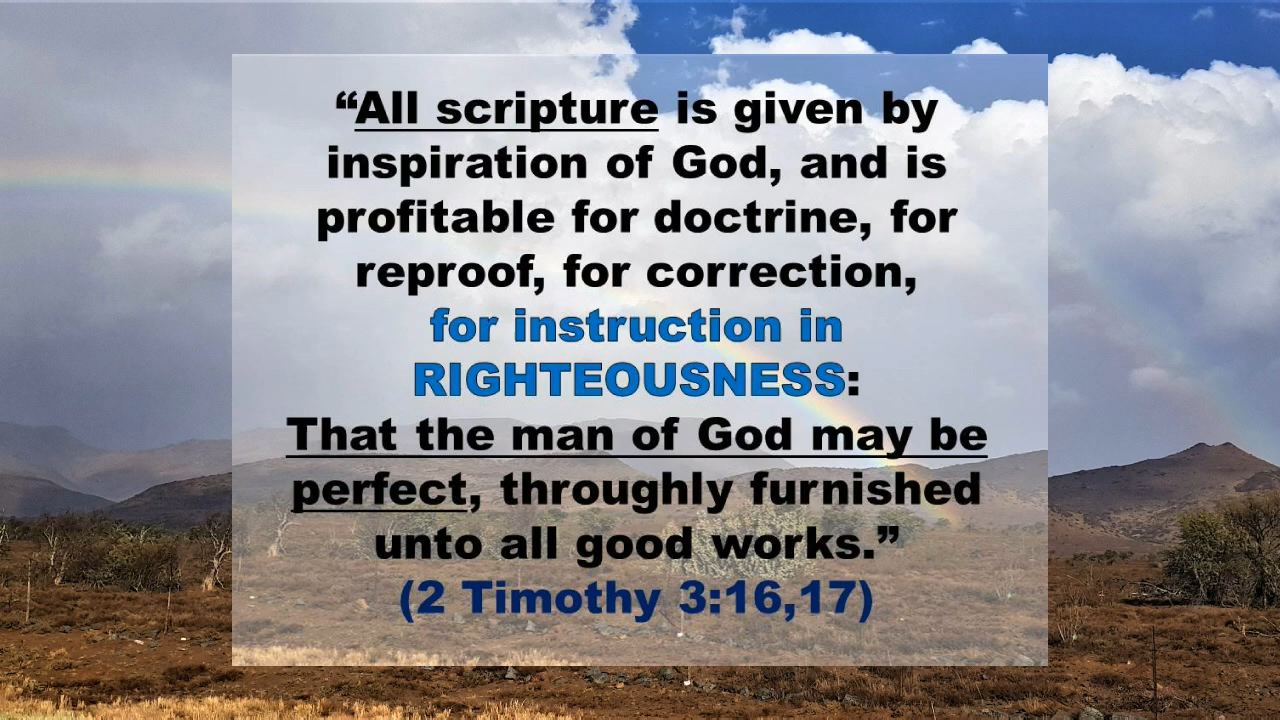 “All scripture is given by
inspiration of God, and is
profitable for doctrine, for
reproof, for correction,
for instruction in
RIGHTEOUSNESS:
That the man of God may be
perfect, throughly furnished
unto all good works.”
(2 Timothy 3:16,17)